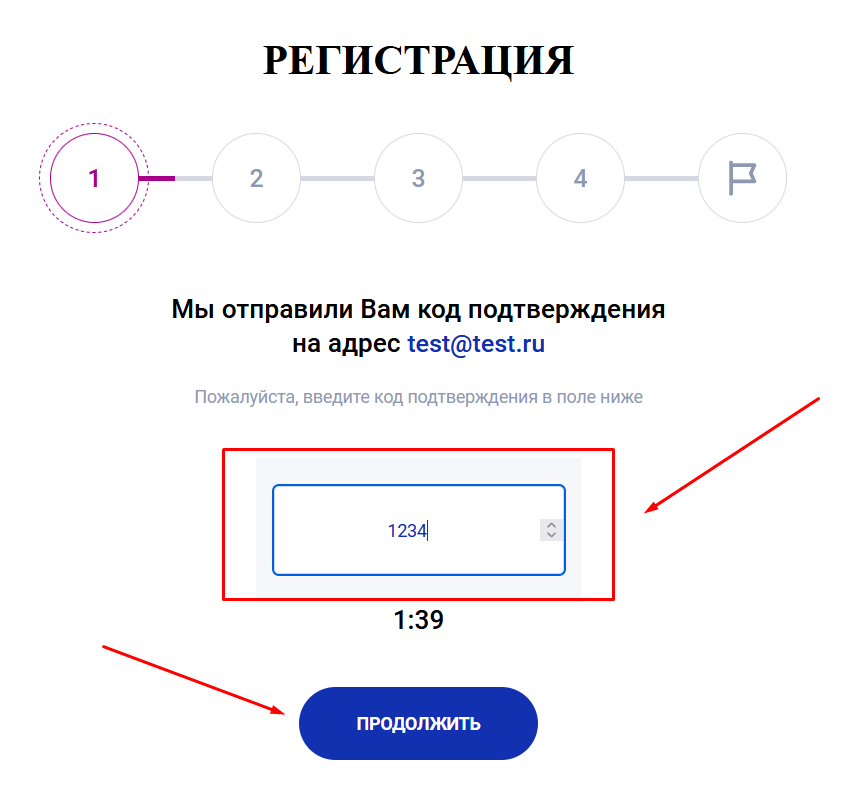 РЕГИСТРАЦИЯ
1 2 3 4
Мы отправили Вам код подтверждения
на адрес test@test.ru
Пожалуйста, введите код подтверждения в поле ниже
1234
1:39
ПРОДОЛЖИТЬ